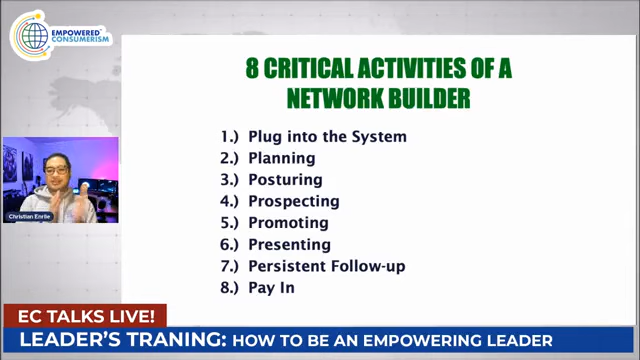 EMPOWERED
CONSUMERISM
8 CRITICAL ACTIVITIES OF A
NETWORK BUILDER
1.) Plug into the System
2.) Planning
3.) Posturing
4.) Prospecting
5.) Promoting
6.) Presenting
7.) Persistent Follow-up
8.) Pay In
Christian Enrile
EC TALKS LIVE!
LEADER'S TRANING: HOW TO BE AN EMPOWERING LEADER